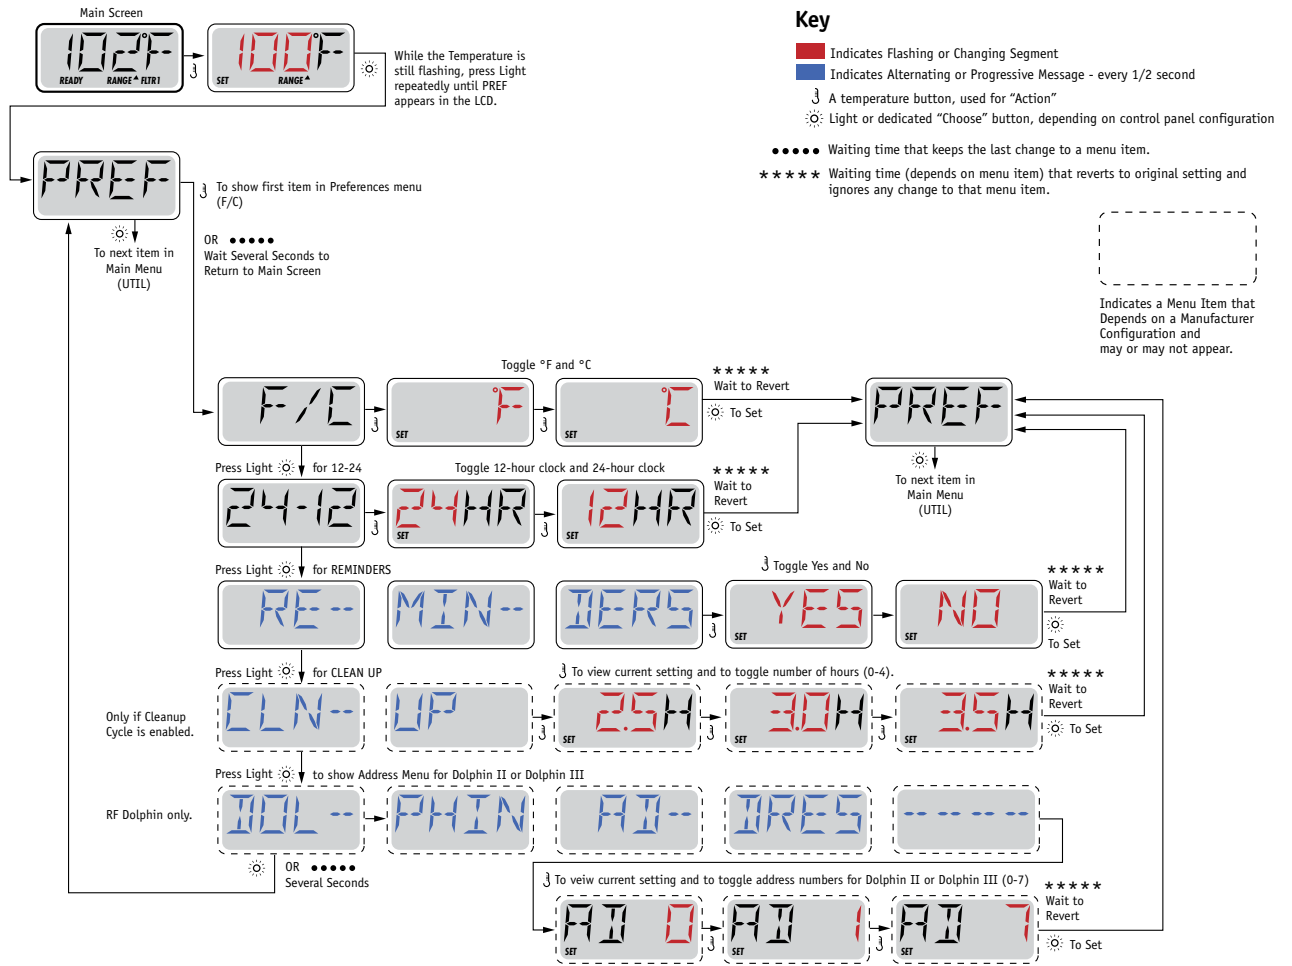 Main Screen
102°F
READY RANGE FLTR1
100°F
SET RANGE
While the Temperature is
still flashing, press Light
repeatedly until PREF
appears in the LCD.
Key
Indicates Flashing or Changing Segment
Indicates Alternating or Progressive Message - every 1/2 second
A temperature button, used for “Action”
Light or dedicated “Choose” button, depending on control panel configuration
Waiting time that keeps the last change to a menu item.
***** Waiting time (depends on menu item) that reverts to original setting and
ignores any change to that menu item.
Indicates a Menu Item that
Depends on a Manufacturer
Configuration and
may or may not appear.
PREF
To show first item in Preferences menu
(F/C)
OR •••••
Wait Several Seconds to
Return to Main Screen
To next item in
Main Menu
(UTIL)
Toggle °F and °C
F/C
°F
SET
°C
SET
*****
Wait to Revert
To Set
PREF
To next item in
Main Menu
(UTIL)
Press Light for 12-24
Toggle 12-hour clock and 24-hour clock
24-12
24HR
SET
12HR
SET
*****
Wait to
Revert
To Set
Press Light for REMINDERS
Toggle Yes and No
RE-- MIN-- DERS
YES
SET
NO
SET
*****
Wait to
Revert
To Set
Press Light for CLEAN UP
To view current setting and to toggle number of hours (0-4).
Only if Cleanup
Cycle is enabled.
CLN-- UP
2.5H
SET
3.0H
SET
3.5H
SET
*****
Wait to
Revert
To Set
Press Light to show Address Menu for Dolphin II or Dolphin III
RF Dolphin only.
DOL-- PHIN AD-- DRES ----
OR •••••
Several Seconds
To veiw current setting and to toggle address numbers for Dolphin II or Dolphin III (0-7)
AD 0
SET
AD 1
SET
AD 7
SET
*****
Wait to
Revert
To Set